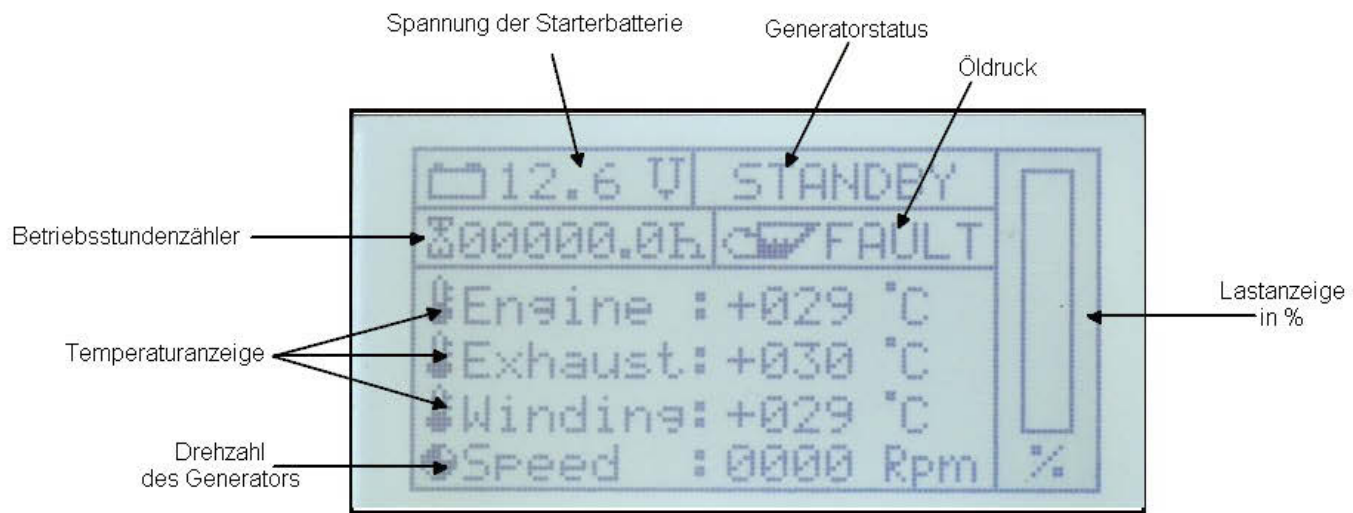 Spannung der Starterbatterie
Generatorstatus
Öldruck
12.6 V
STANDBY
Betriebsstundenzähler
00000.0h
FAULT
Engine : +029 °C
Lastanzeige
in %
Temperaturanzeige
Exhaust: +030 °C
Winding: +029 °C
Drehzahl
des Generators
Speed : 0000 Rpm
%